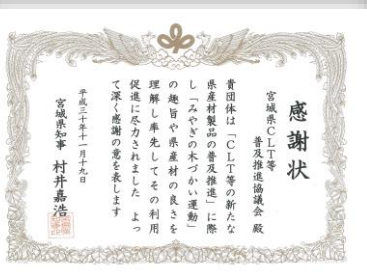 感謝状
宮城県CLT等
普及推進協議会 殿
貴団体は「CLT等の新たな
県産材製品の普及推進」に際
し「みやぎの木づかい運動」
の趣旨や県産材の良さを
理解し率先してその利用
促進に尽力されました よっ
て深く感謝の意を表します
平成三十年十一月十九日
宮城県知事 村井嘉浩